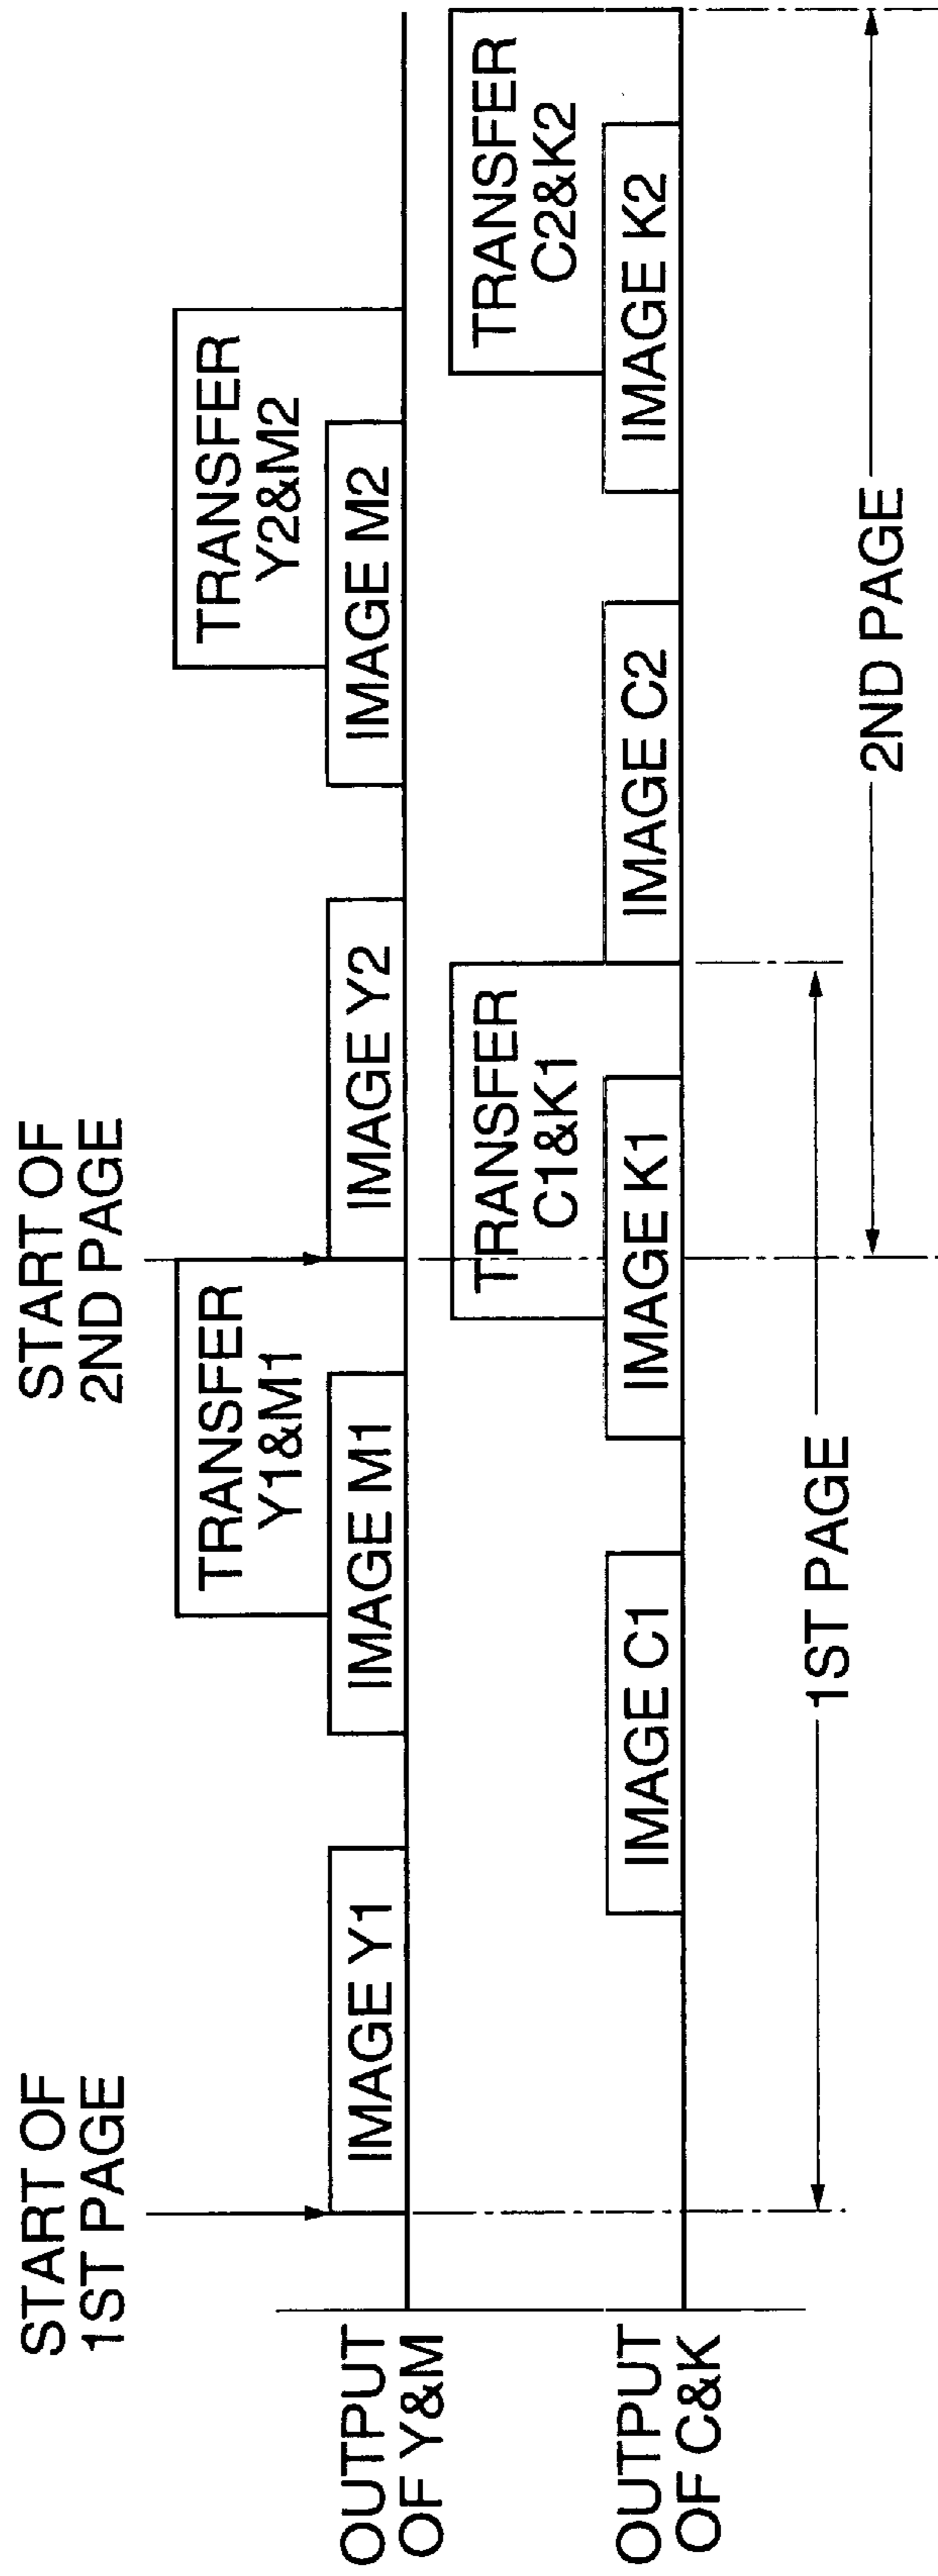 START OF
1ST PAGE
START OF
2ND PAGE
TRANSFER
Y1&M1
TRANSFER
Y2&M2
OUTPUT
OF Y&M
IMAGE Y1
IMAGE M1
IMAGE Y2
IMAGE M2
TRANSFER
C1&K1
TRANSFER
C2&K2
OUTPUT
OF C&K
IMAGE C1
IMAGE K1
IMAGE C2
IMAGE K2
1ST PAGE
2ND PAGE